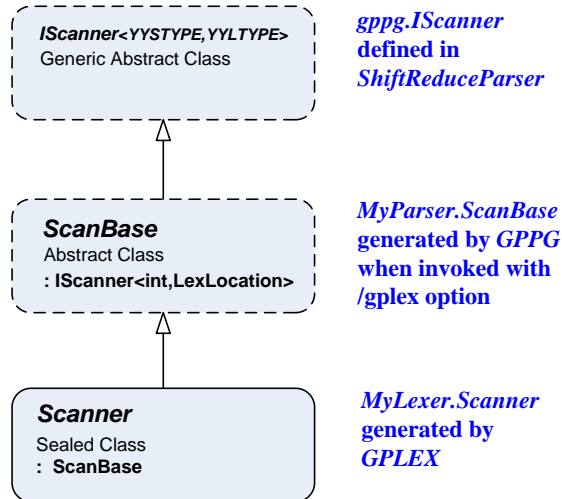 IScanner<YYSTYPE,YYLTYPE>
Generic Abstract Class
gppg.IScanner
defined in
ShiftReduceParser
ScanBase
Abstract Class
: IScanner<int,LexLocation>
MyParser.ScanBase
generated by GPPG
when invoked with
/gplex option
Scanner
Sealed Class
: ScanBase
MyLexer.Scanner
generated by
GPLEX